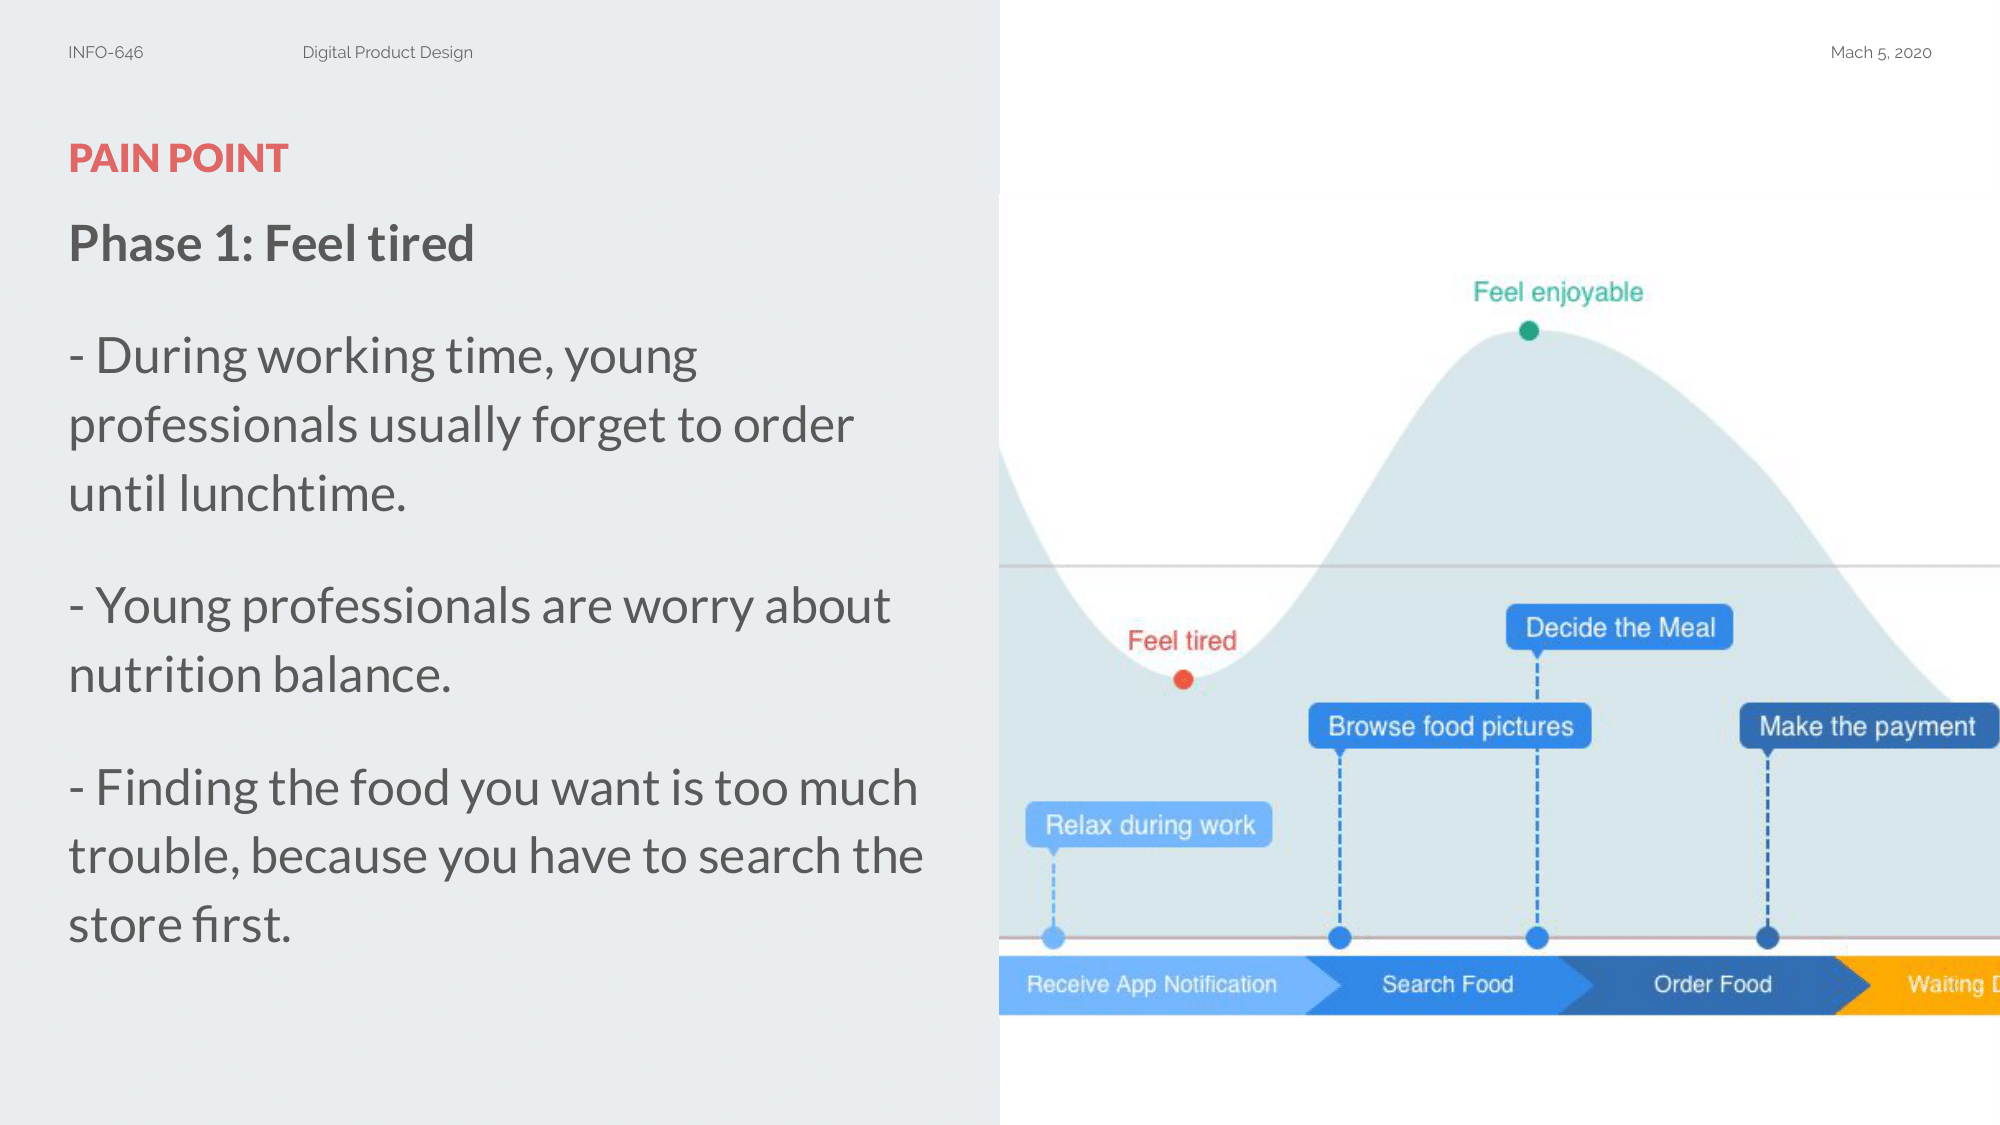 INFO-646
Digital Product Design
Mach 5, 2020
PAIN POINT
Phase 1: Feel tired
- During working time, young
professionals usually forget to order
until lunchtime.
- Young professionals are worry about
nutrition balance.
- Finding the food you want is too much
trouble, because you have to search the
store first.
Feel enjoyable
Feel tired
Decide the Meal
Browse food pictures
Make the payment
Relax during work
Receive App Notification
Search Food
Order Food
Waiting